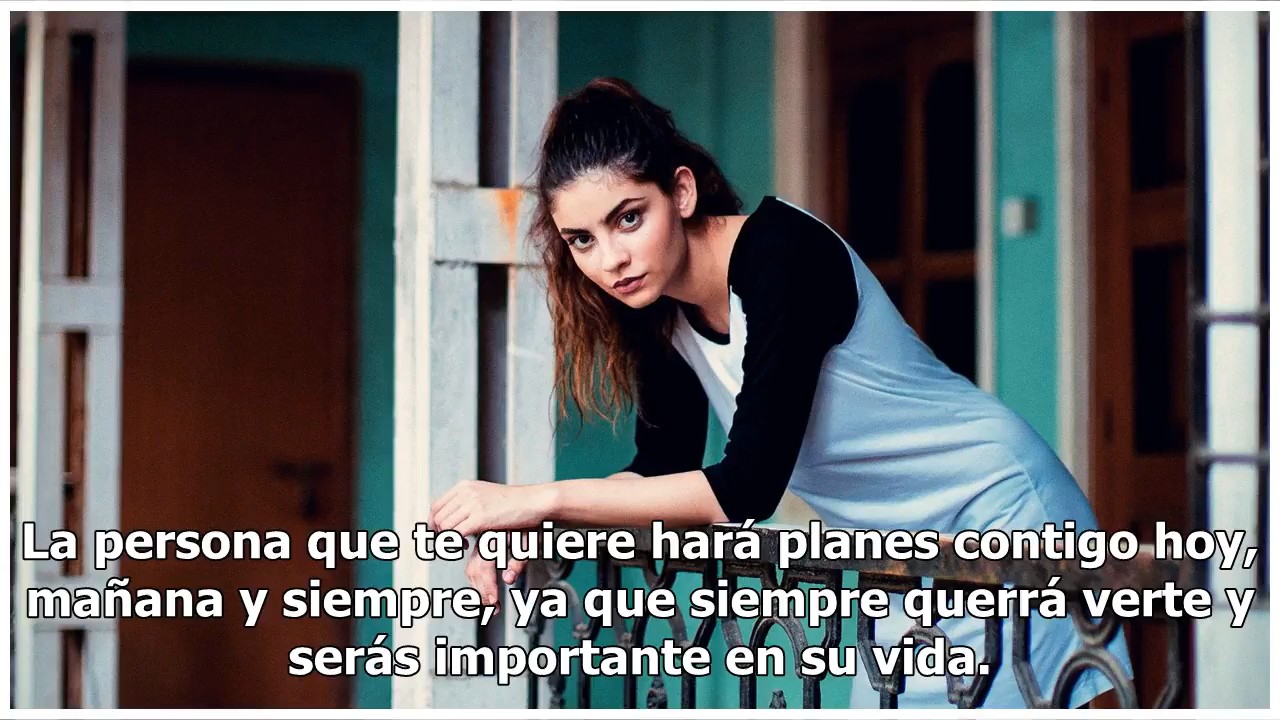 La persona que te quiere hará planes contigo hoy,
mañana y siempre, ya que siempre querrá verte y
serás importante en su vida.